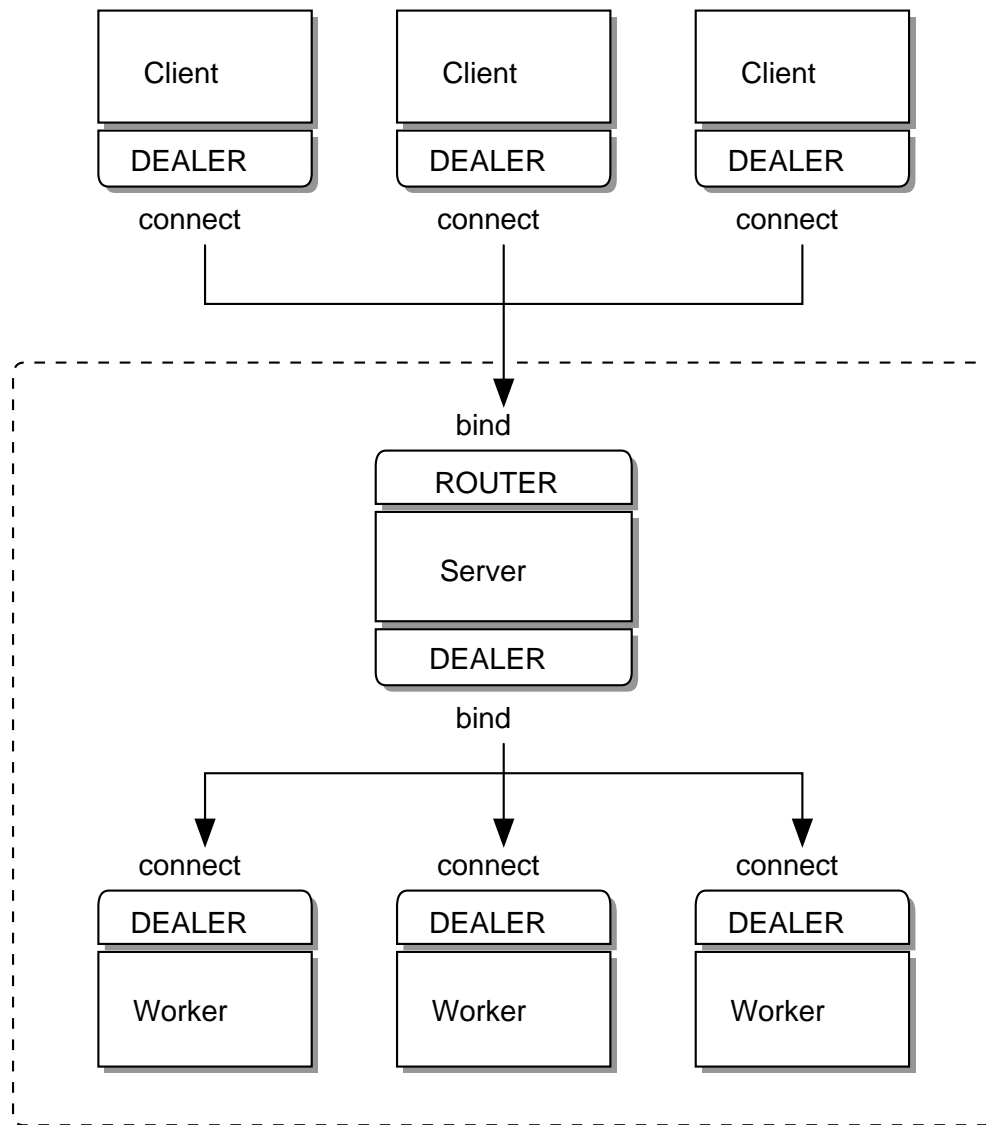 Client Client Client
DEALER DEALER DEALER
connect connect connect
bind
ROUTER
Server
DEALER
bind
connect connect connect
DEALER DEALER DEALER
Worker Worker Worker